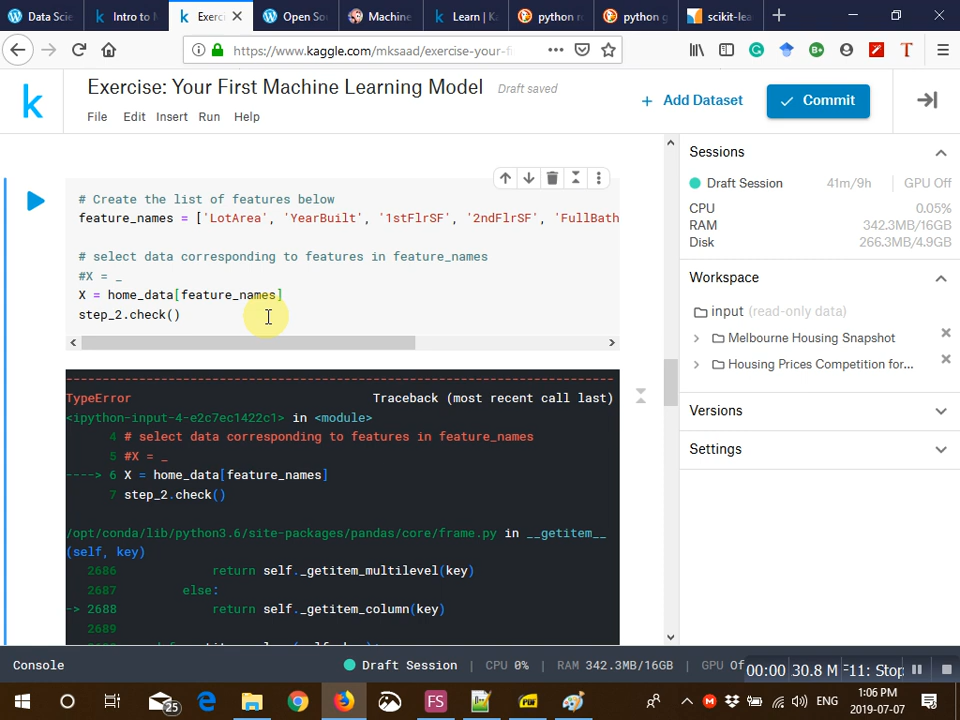 Data Scie
Intro to M
Exerci
Open Sou
Machine
Learn | Ka
python ro
python g
scikit-lea
https://www.kaggle.com/mksaad/exercise-your-fi
Exercise: Your First Machine Learning Model
Draft saved
File Edit Insert Run Help
+ Add Dataset
Commit
# Create the list of features below
feature_names = ['LotArea', 'YearBuilt', '1stFlrSF', '2ndFlrSF', 'FullBath
# select data corresponding to features in feature_names
#X = _
X = home_data[feature_names]
step_2.check()
---------------------------------------------------------------------------
TypeError Traceback (most recent call last)
<ipython-input-4-e2c7ec1422c1> in <module>
4 # select data corresponding to features in feature_names
5 #X = _
----> 6 X = home_data[feature_names]
7 step_2.check()
/opt/conda/lib/python3.6/site-packages/pandas/core/frame.py in __getitem__
(self, key)
2686 return self._getitem_multilevel(key)
2687 else:
-> 2688 return self._getitem_column(key)
2689
Sessions
Draft Session 41m/9h GPU Off
CPU 0.05%
RAM 342.3MB/16GB
Disk 266.3MB/4.9GB
Workspace
input (read-only data)
Melbourne Housing Snapshot
Housing Prices Competition for...
Versions
Settings
Console
Draft Session CPU 0% RAM 342.3MB/16GB GPU Of
00:00 30.8 M F11: Stop
25
ENG
1:06 PM
2019-07-07